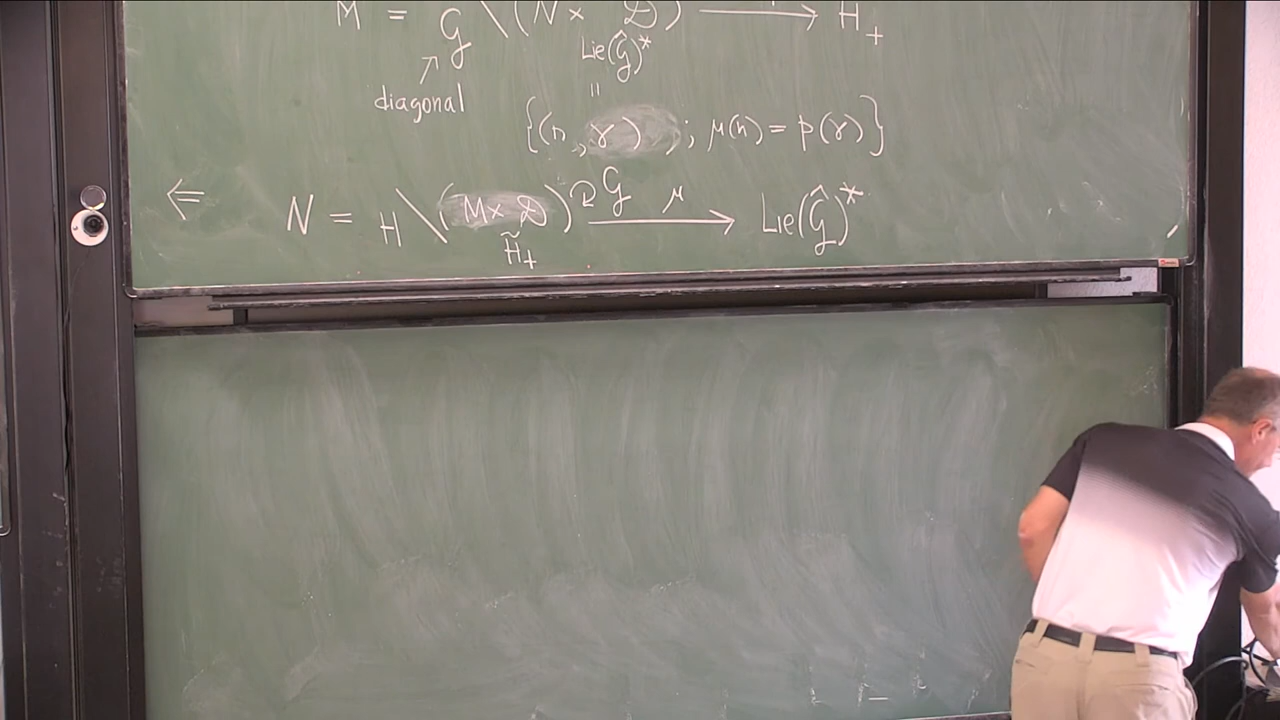 M = G \ (N × D) ⟶ H₊
Lie(Ĝ)*
↗
diagonal
"
{(n, γ) ; μ(n) = p(γ)}
⇐ N = H \ (M × D) ↻ G ⟶ μ Lie(Ĝ)*
H̃₊